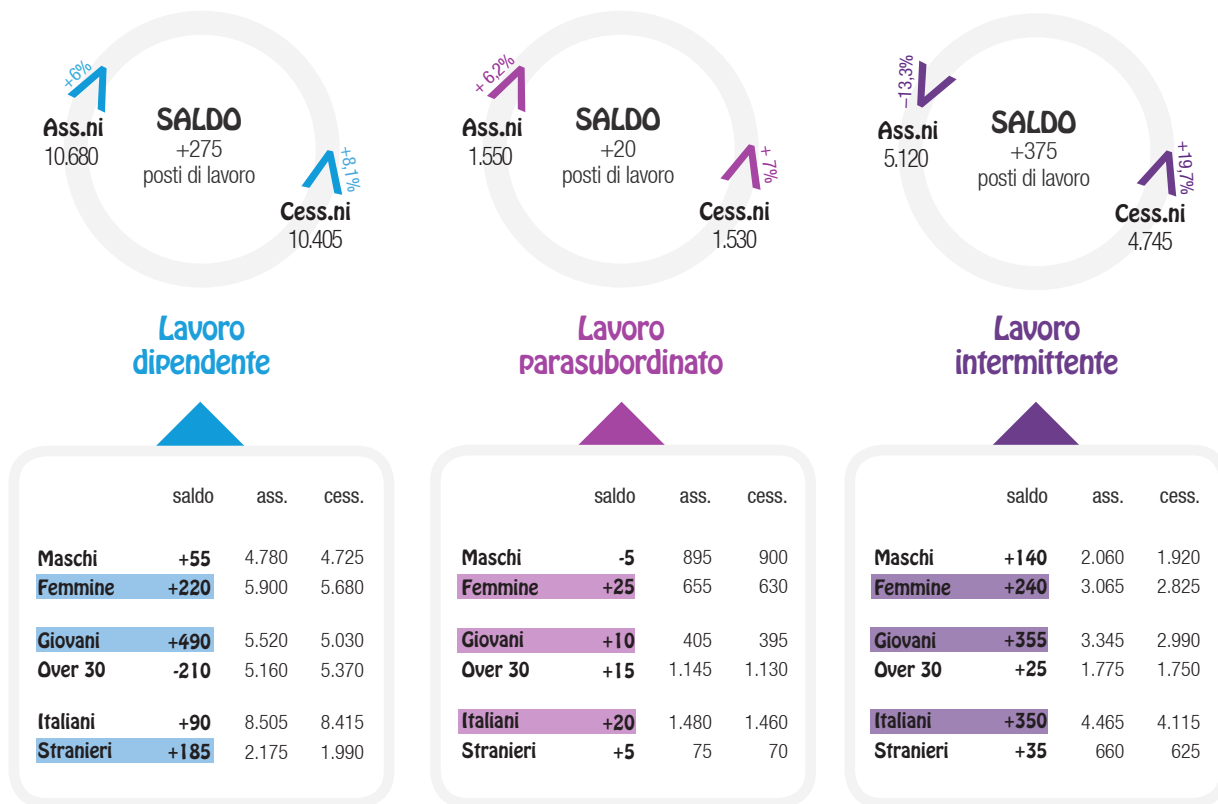 +6%
Ass.ni
10.680
SALDO
+275
posti di lavoro
+8,1%
Cess.ni
10.405
Lavoro
dipendente
saldo ass. cess.
Maschi +55 4.780 4.725
Femmine +220 5.900 5.680
Giovani +490 5.520 5.030
Over 30 -210 5.160 5.370
Italiani +90 8.505 8.415
Stranieri +185 2.175 1.990
+ 6,2%
Ass.ni
1.550
SALDO
+20
posti di lavoro
+ 7%
Cess.ni
1.530
Lavoro
parasubordinato
saldo ass. cess.
Maschi -5 895 900
Femmine +25 655 630
Giovani +10 405 395
Over 30 +15 1.145 1.130
Italiani +20 1.480 1.460
Stranieri +5 75 70
–13,3%
Ass.ni
5.120
SALDO
+375
posti di lavoro
+19,7%
Cess.ni
4.745
Lavoro
intermittente
saldo ass. cess.
Maschi +140 2.060 1.920
Femmine +240 3.065 2.825
Giovani +355 3.345 2.990
Over 30 +25 1.775 1.750
Italiani +350 4.465 4.115
Stranieri +35 660 625